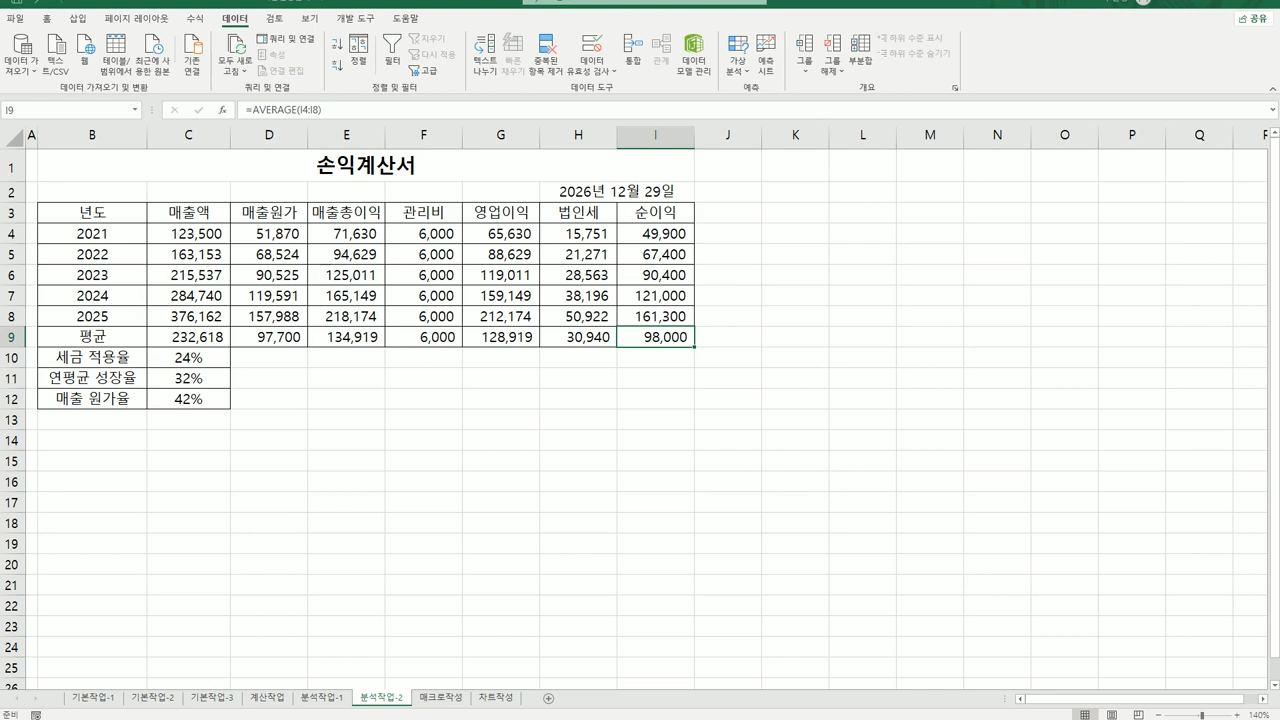 파일 홈 삽입 페이지 레이아웃 수식 데이터 검토 보기 개발 도구 도움말 공유
데이터 가져오기 텍스트/CSV 웹 테이블/범위에서 최근에 사용한 원본 기존 연결
데이터 가져오기 및 변환
모두 새로 고침 쿼리 및 연결 속성 연결 편집
쿼리 및 연결
정렬 필터 지우기 다시 적용 고급
정렬 및 필터
텍스트 나누기 빠른 채우기 중복된 항목 제거 데이터 유효성 검사 통합 관계 데이터 모델 관리
데이터 도구
가상 분석 예측 시트
예측
그룹 그룹 해제 부분합 하위 수준 표시 하위 수준 숨기기
개요
I9 fx =AVERAGE(I4:I8)
A B C D E F G H I J K L M N O P Q
1 손익계산서
2 2026년 12월 29일
3 년도 매출액 매출원가 매출총이익 관리비 영업이익 법인세 순이익
4 2021 123,500 51,870 71,630 6,000 65,630 15,751 49,900
5 2022 163,153 68,524 94,629 6,000 88,629 21,271 67,400
6 2023 215,537 90,525 125,011 6,000 119,011 28,563 90,400
7 2024 284,740 119,591 165,149 6,000 159,149 38,196 121,000
8 2025 376,162 157,988 218,174 6,000 212,174 50,922 161,300
9 평균 232,618 97,700 134,919 6,000 128,919 30,940 98,000
10 세금 적용율 24%
11 연평균 성장율 32%
12 매출 원가율 42%
13
14
15
16
17
18
19
20
21
22
23
24
25
기본작업-1 기본작업-2 기본작업-3 계산작업 분석작업-1 분석작업-2 매크로작성 차트작성
준비 140%